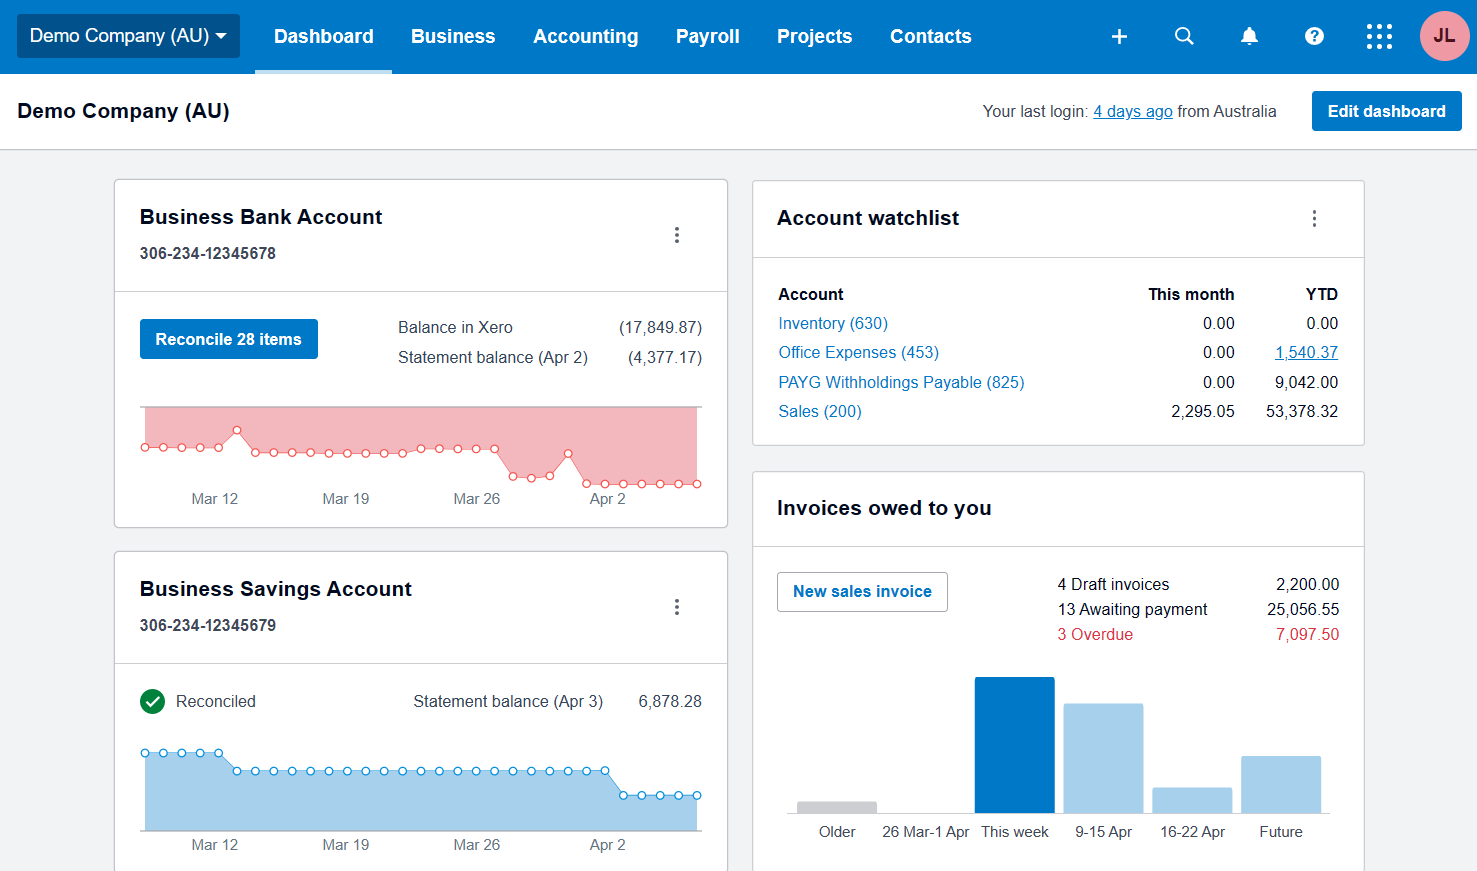 Demo Company (AU)
Dashboard
Business
Accounting
Payroll
Projects
Contacts
JL
Demo Company (AU)
Your last login: 4 days ago from Australia
Edit dashboard
Business Bank Account
306-234-12345678
Reconcile 28 items
Balance in Xero (17,849.87)
Statement balance (Apr 2) (4,377.17)
Mar 12 Mar 19 Mar 26 Apr 2
Business Savings Account
306-234-12345679
Reconciled
Statement balance (Apr 3) 6,878.28
Mar 12 Mar 19 Mar 26 Apr 2
Account watchlist
Account This month YTD
Inventory (630) 0.00 0.00
Office Expenses (453) 0.00 1,540.37
PAYG Withholdings Payable (825) 0.00 9,042.00
Sales (200) 2,295.05 53,378.32
Invoices owed to you
New sales invoice
4 Draft invoices 2,200.00
13 Awaiting payment 25,056.55
3 Overdue 7,097.50
Older 26 Mar-1 Apr This week 9-15 Apr 16-22 Apr Future